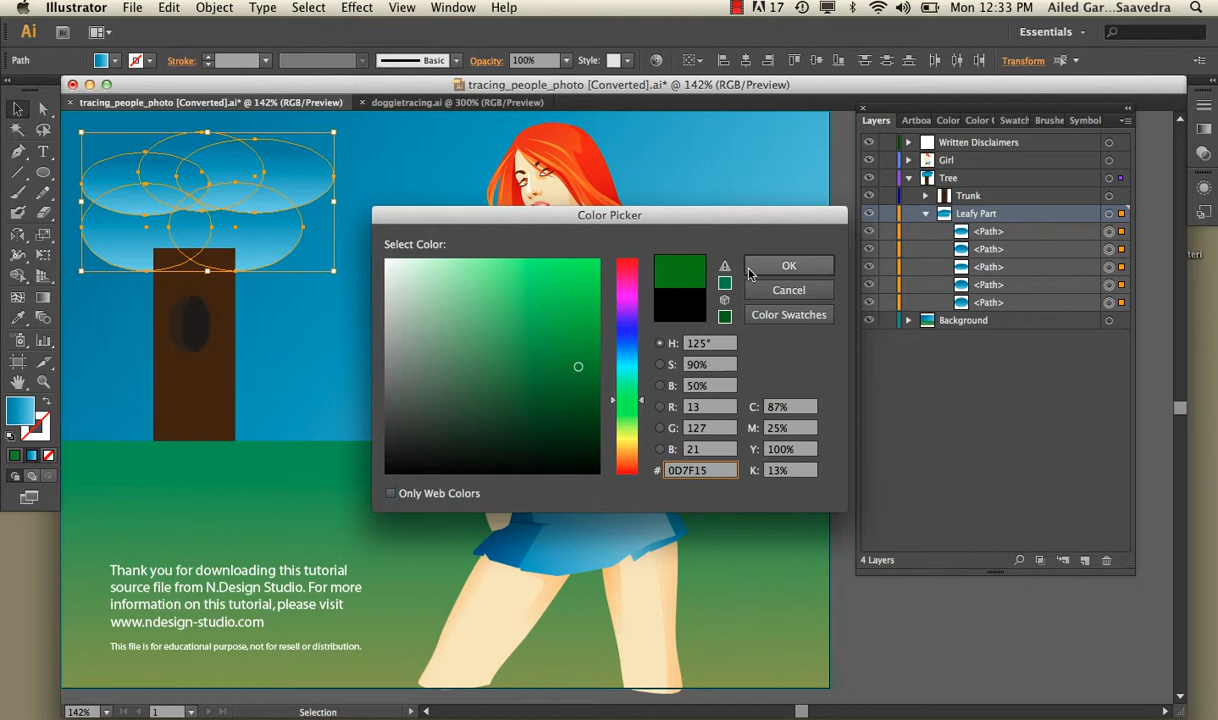 Illustrator File Edit Object Type Select Effect View Window Help 17 Mon 12:33 PM Ailed Gar...Saavedra
Ai Br Essentials
Path Stroke: Basic Opacity: 100% Style: Transform
tracing_people_photo [Converted].ai* @ 142% (RGB/Preview)
tracing_people_photo [Converted].ai* @ 142% (RGB/Preview) doggietracing.ai @ 300% (RGB/Preview)
Layers Artboa Color Color G Swatch Brushe Symbol
Written Disclaimers
Girl
Tree
Trunk
Leafy Part
<Path>
<Path>
<Path>
<Path>
<Path>
Background
4 Layers
Color Picker
Select Color:
OK
Cancel
Color Swatches
H: 125°
S: 90%
B: 50%
R: 13 C: 87%
G: 127 M: 25%
B: 21 Y: 100%
# 0D7F15 K: 13%
Only Web Colors
Thank you for downloading this tutorial
source file from N.Design Studio. For more
information on this tutorial, please visit
www.ndesign-studio.com
This file is for educational purpose, not for resell or distribution.
142% 1 Selection